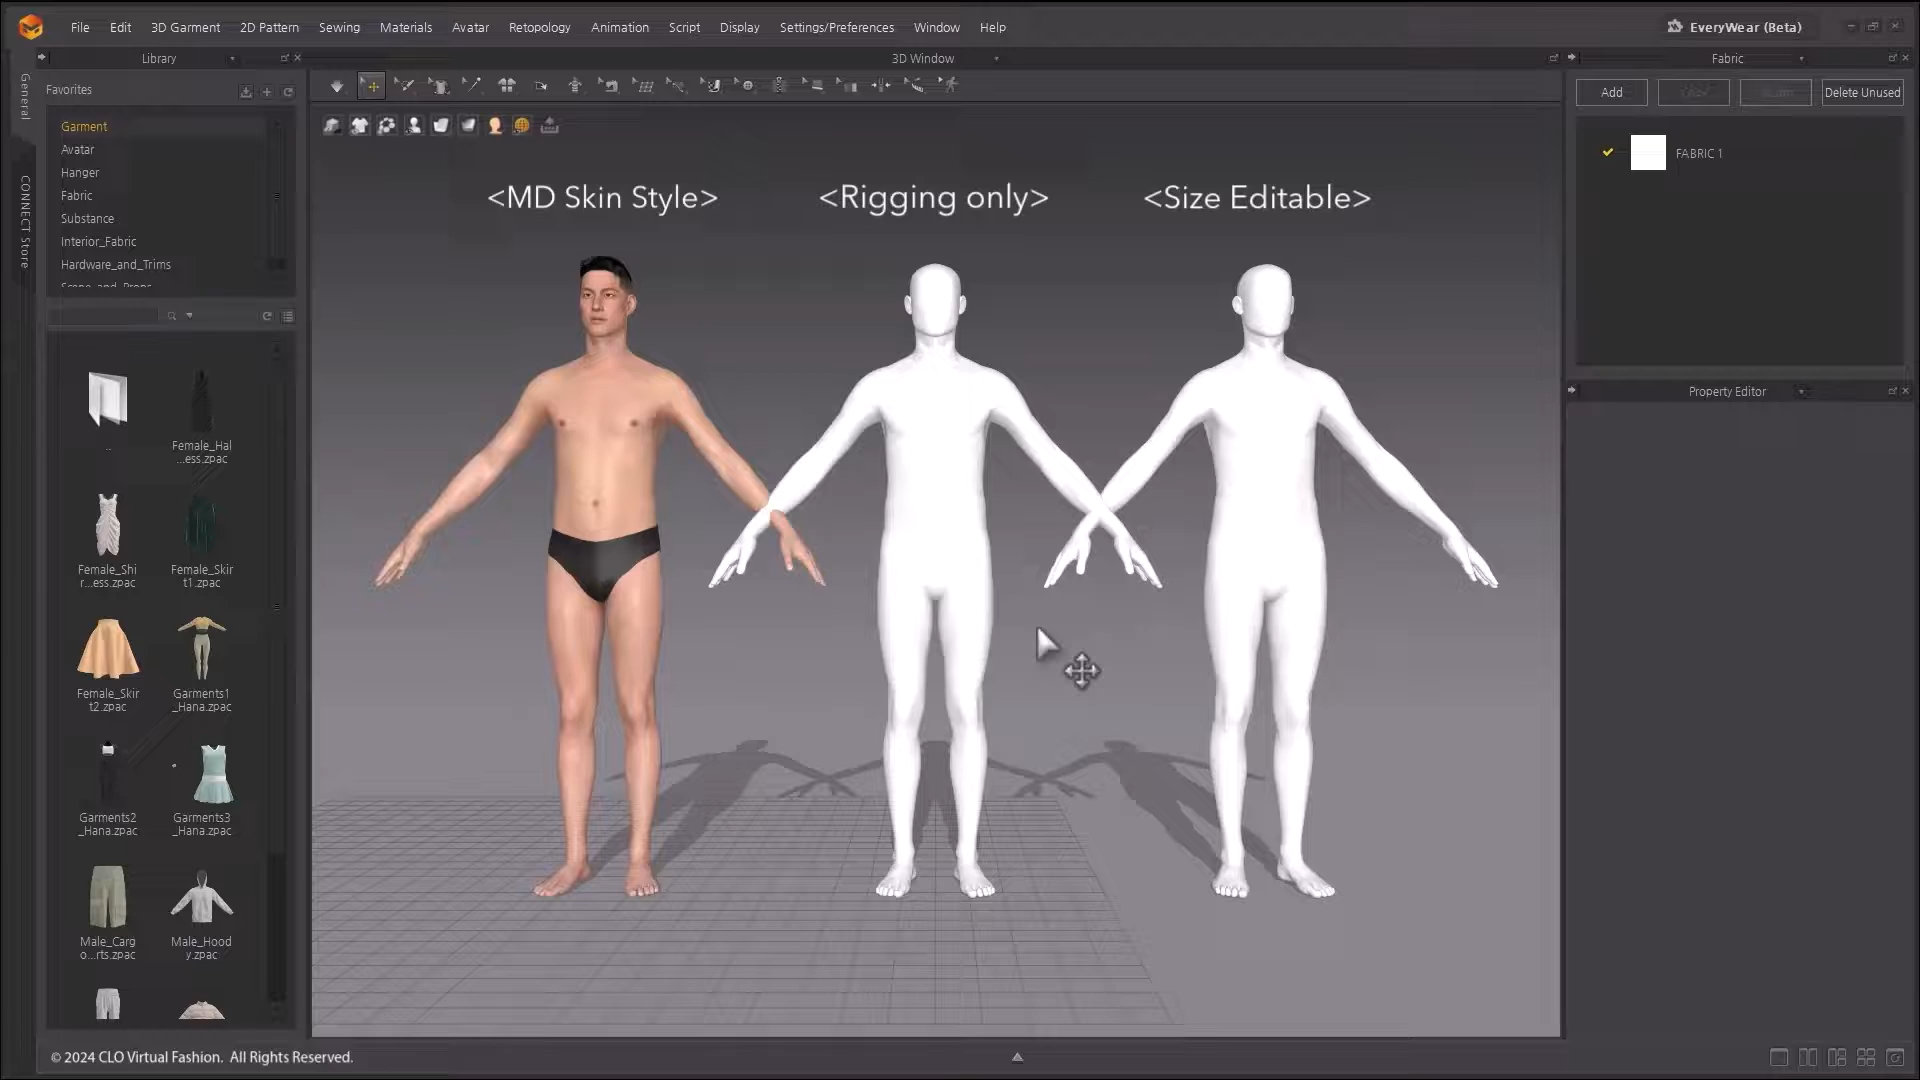 File Edit 3D Garment 2D Pattern Sewing Materials Avatar Retopology Animation Script Display Settings/Preferences Window Help EveryWear (Beta)
Library 3D Window Fabric
General
CONNECT Store
Favorites
Garment
Avatar
Hanger
Fabric
Substance
Interior_Fabric
Hardware_and_Trims
Scene_and_Props
Add
Delete Unused
FABRIC 1
Property Editor
<MD Skin Style> <Rigging only> <Size Editable>
..
Female_Hal
...ess.zpac
Female_Shi
r...ess.zpac
Female_Skir
t1.zpac
Female_Skir
t2.zpac
Garments1
_Hana.zpac
Garments2
_Hana.zpac
Garments3
_Hana.zpac
Male_Carg
o...rts.zpac
Male_Hood
y.zpac
© 2024 CLO Virtual Fashion. All Rights Reserved.